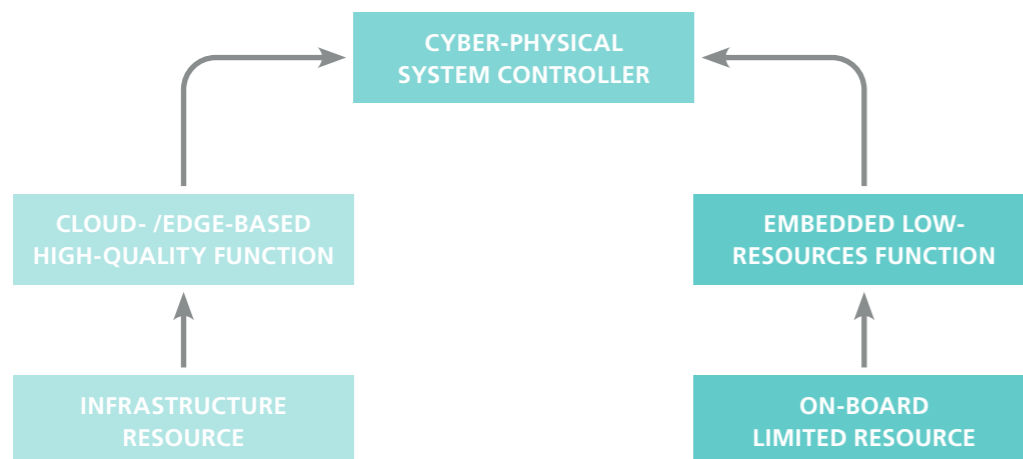 CYBER-PHYSICAL
SYSTEM CONTROLLER
CLOUD- /EDGE-BASED
HIGH-QUALITY FUNCTION
EMBEDDED LOW-
RESOURCES FUNCTION
INFRASTRUCTURE
RESOURCE
ON-BOARD
LIMITED RESOURCE